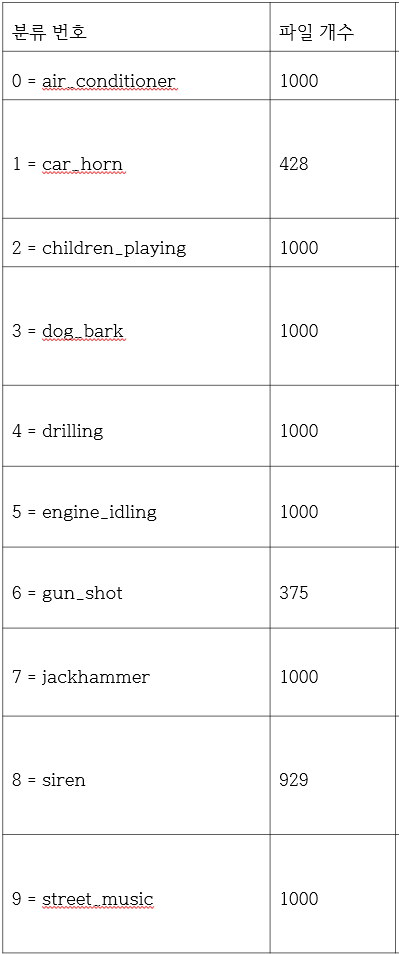 분류 번호 파일 개수
0 = air_conditioner 1000
1 = car_horn 428
2 = children_playing 1000
3 = dog_bark 1000
4 = drilling 1000
5 = engine_idling 1000
6 = gun_shot 375
7 = jackhammer 1000
8 = siren 929
9 = street_music 1000